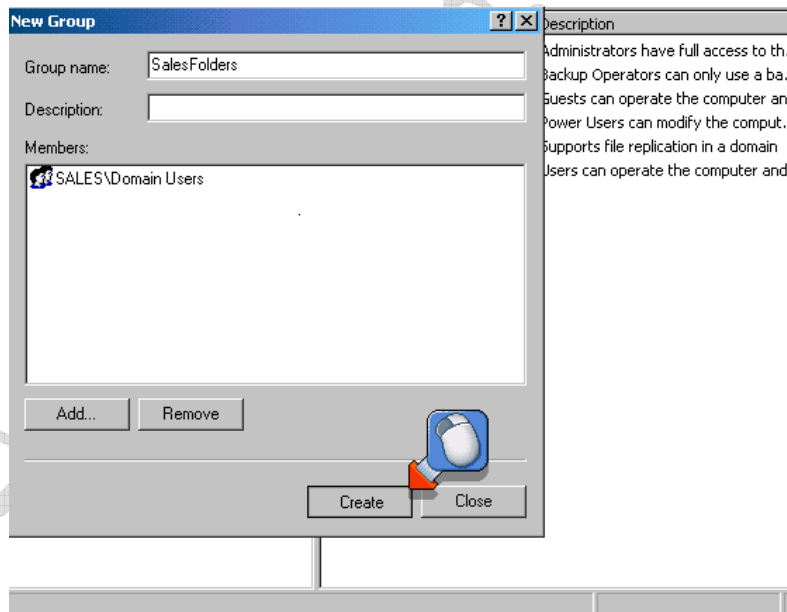 New Group
Group name:
SalesFolders
Description:
Members:
SALES\Domain Users
Add...
Remove
Create
Close
Description
Administrators have full access to th.
Backup Operators can only use a ba.
Guests can operate the computer an
Power Users can modify the comput.
Supports file replication in a domain
Users can operate the computer and